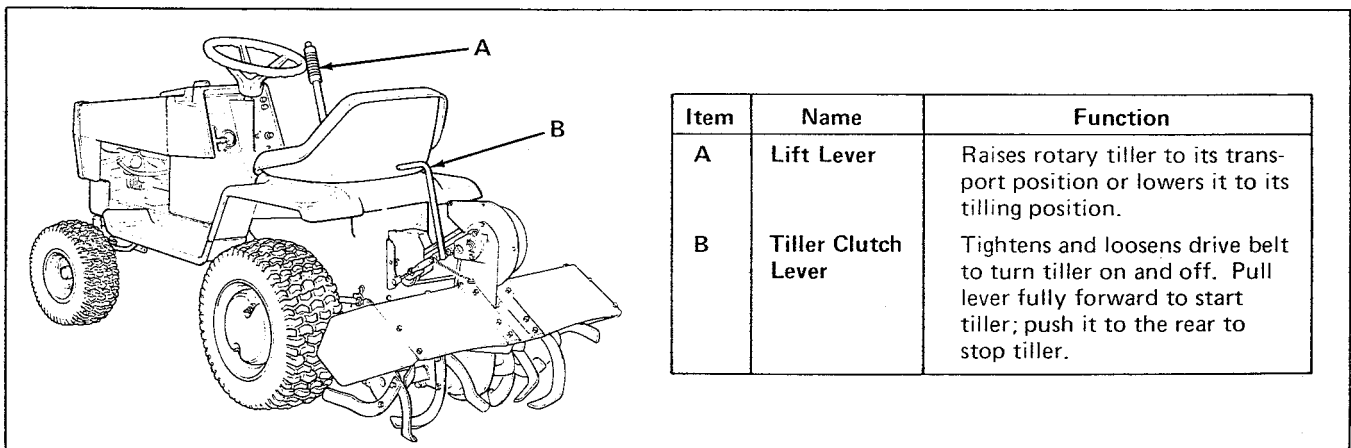 A
B
Item Name Function
A Lift Lever Raises rotary tiller to its trans-
port position or lowers it to its
tilling position.
B Tiller Clutch Tightens and loosens drive belt
Lever to turn tiller on and off. Pull
lever fully forward to start
tiller; push it to the rear to
stop tiller.